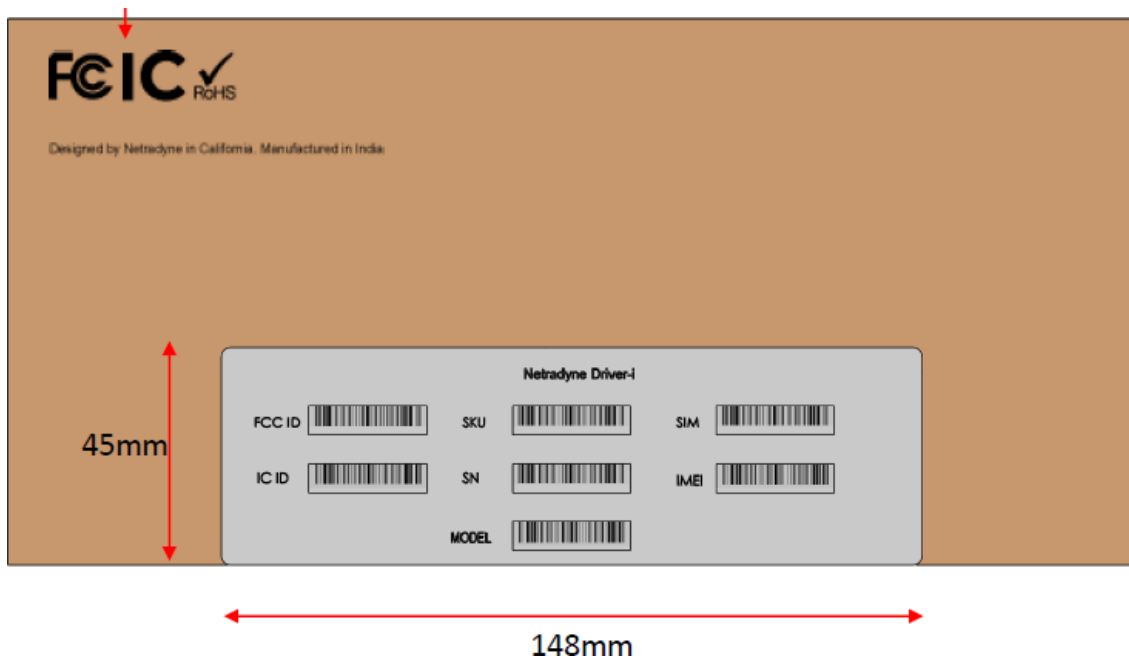 FC IC RoHS
Designed by Netradyne in California. Manufactured in India
Netradyne Driver-i
FCC ID SKU SIM
45mm
IC ID SN IMEI
MODEL
148mm